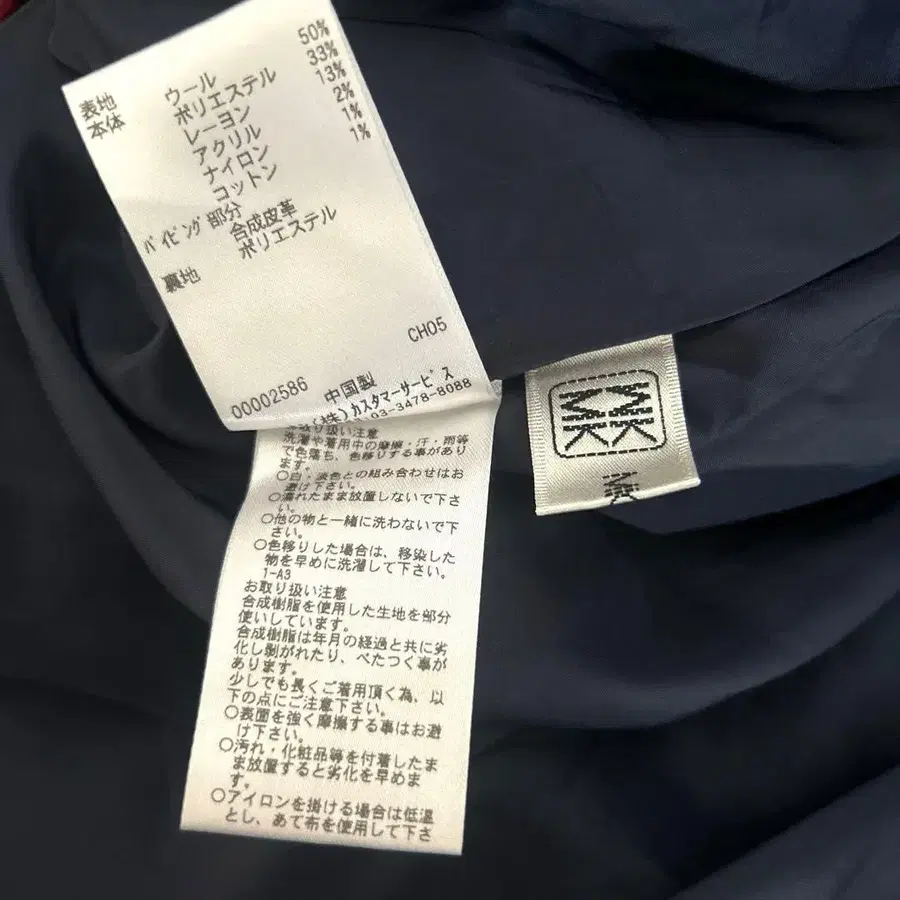 表地
本体
ウール 50%
ポリエステル 33%
レーヨン 13%
アクリル 2%
ナイロン 1%
コットン 1%
パイピング部分
合成皮革
裏地
ポリエステル
CH05
00002586
中国製
(株)カスタマーサービス
03-3478-8088
取り扱い注意
洗濯や着用中の摩擦・汗・雨等
で色落ち、色移りする事があり
ます。
○白・淡色との組み合わせはお
避け下さい。
○濡れたまま放置しないで下さ
い。
○他の物と一緒に洗わないで下
さい。
○色移りした場合は、移染した
物を早めに洗濯して下さい。
1-A3
お取り扱い注意
合成樹脂を使用した生地を部分
使いしています。
合成樹脂は年月の経過と共に劣
化し剥がれたり、べたつく事が
あります。
少しでも長くご着用頂く為、以
下の点にご注意下さい。
○表面を強く摩擦する事はお避
け下さい。
○汚れ・化粧品等を付着したま
ま放置すると劣化を早めま
す。
○アイロンを掛ける場合は低温
とし、あて布を使用して下さ